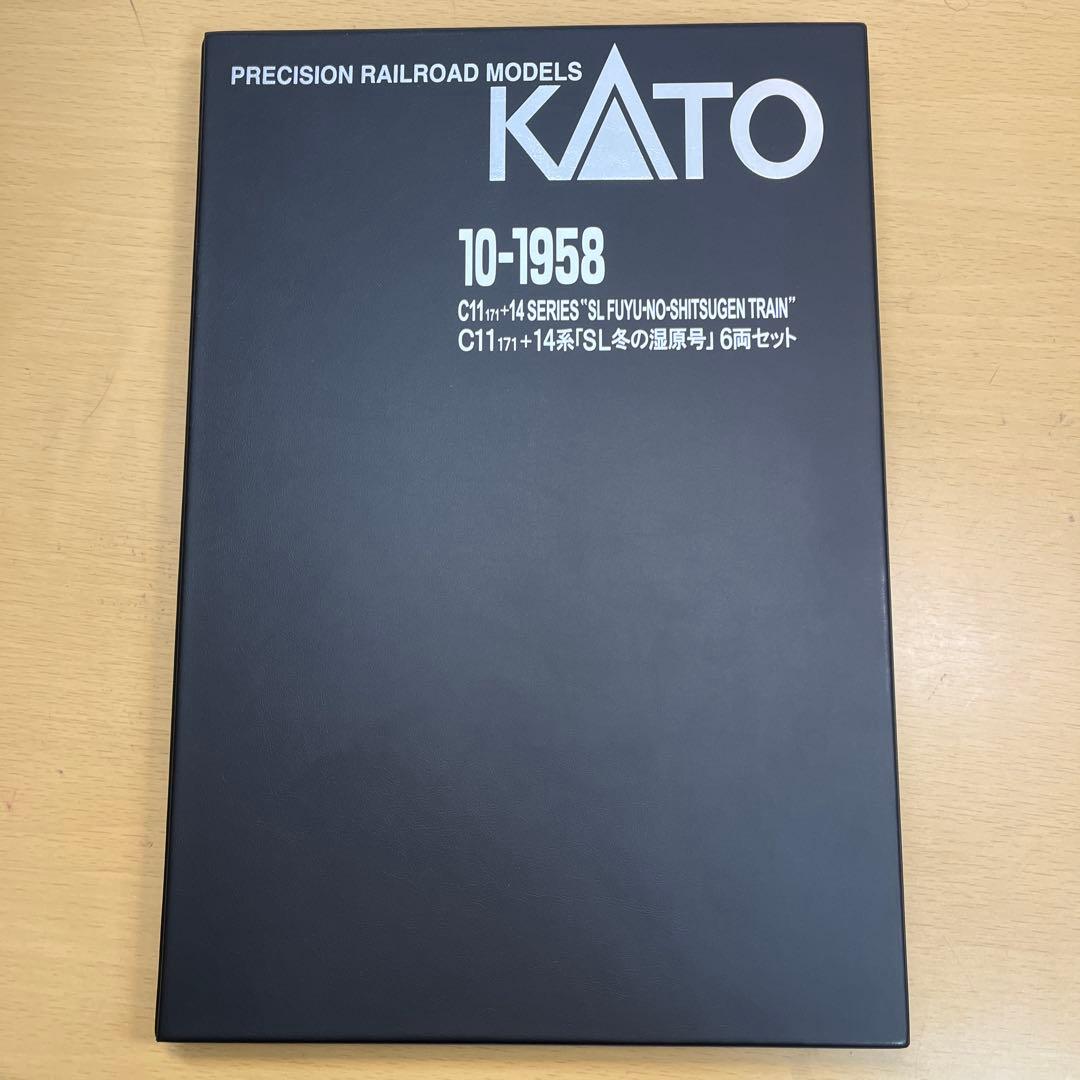 PRECISION RAILROAD MODELS
KATO
10-1958
C11 171+14 SERIES "SL FUYU-NO-SHITSUGEN TRAIN"
C11 171+14系「SL冬の湿原号」6両セット